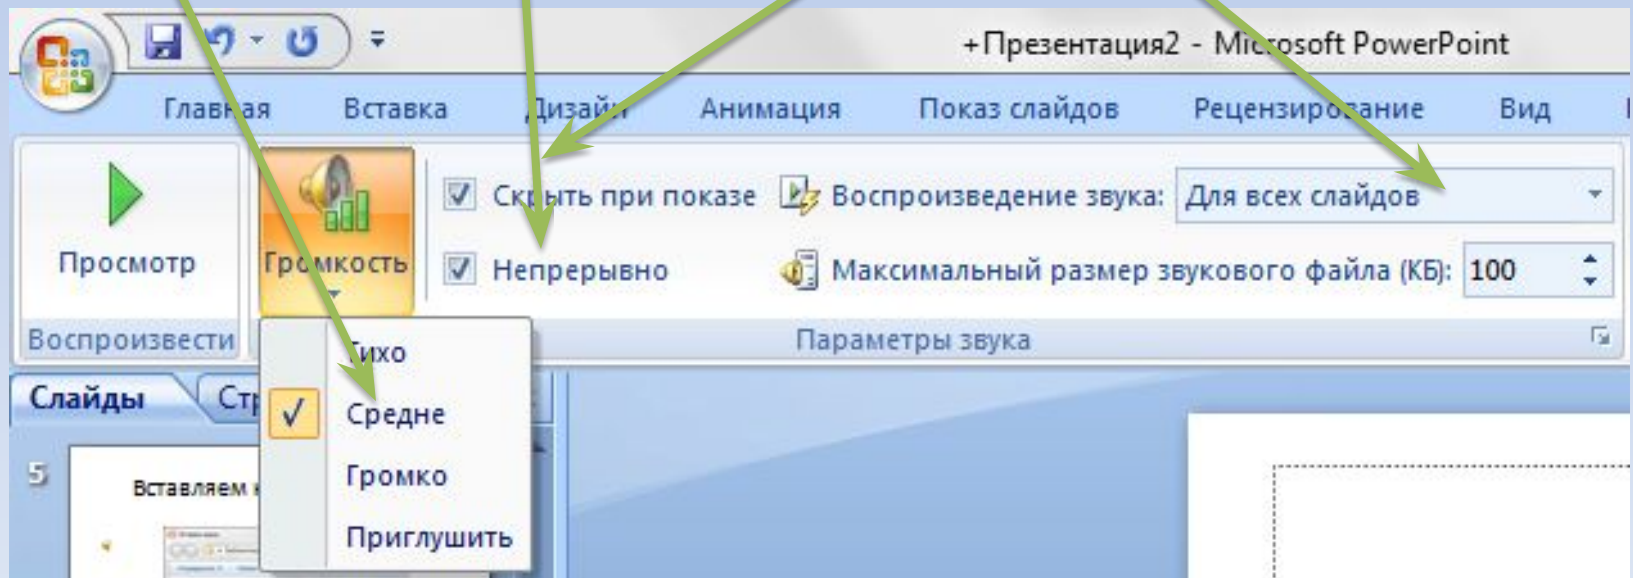 +Презентация2 - Microsoft PowerPoint
Главная Вставка Дизайн Анимация Показ слайдов Рецензирование Вид
Скрыть при показе Воспроизведение звука: Для всех слайдов
Просмотр Громкость Непрерывно Максимальный размер звукового файла (КБ): 100
Воспроизвести Параметры звука
Тихо
Слайды
Средне
5
Вставляем
Громко
Приглушить